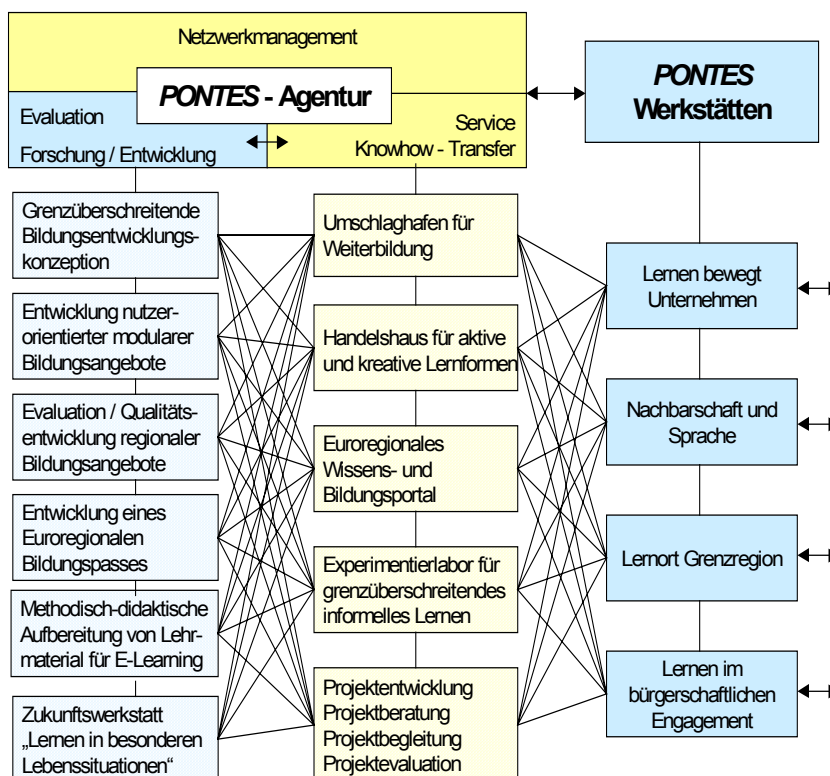 Netzwerkmanagement
PONTES - Agentur
Evaluation
Forschung / Entwicklung
Service
Knowhow - Transfer
PONTES
Werkstätten
Grenzüberschreitende
Bildungsentwicklungs-
konzeption
Entwicklung nutzer-
orientierter modularer
Bildungsangebote
Evaluation / Qualitäts-
entwicklung regionaler
Bildungsangebote
Entwicklung eines
Euroregionalen
Bildungspasses
Methodisch-didaktische
Aufbereitung von Lehr-
material für E-Learning
Zukunftswerkstatt
„Lernen in besonderen
Lebenssituationen“
Umschlaghafen für
Weiterbildung
Handelshaus für aktive
und kreative Lernformen
Euroregionales
Wissens- und
Bildungsportal
Experimentierlabor für
grenzüberschreitendes
informelles Lernen
Projektentwicklung
Projektberatung
Projektbegleitung
Projektevaluation
Lernen bewegt
Unternehmen
Nachbarschaft und
Sprache
Lernort Grenzregion
Lernen im
bürgerschaftlichen
Engagement